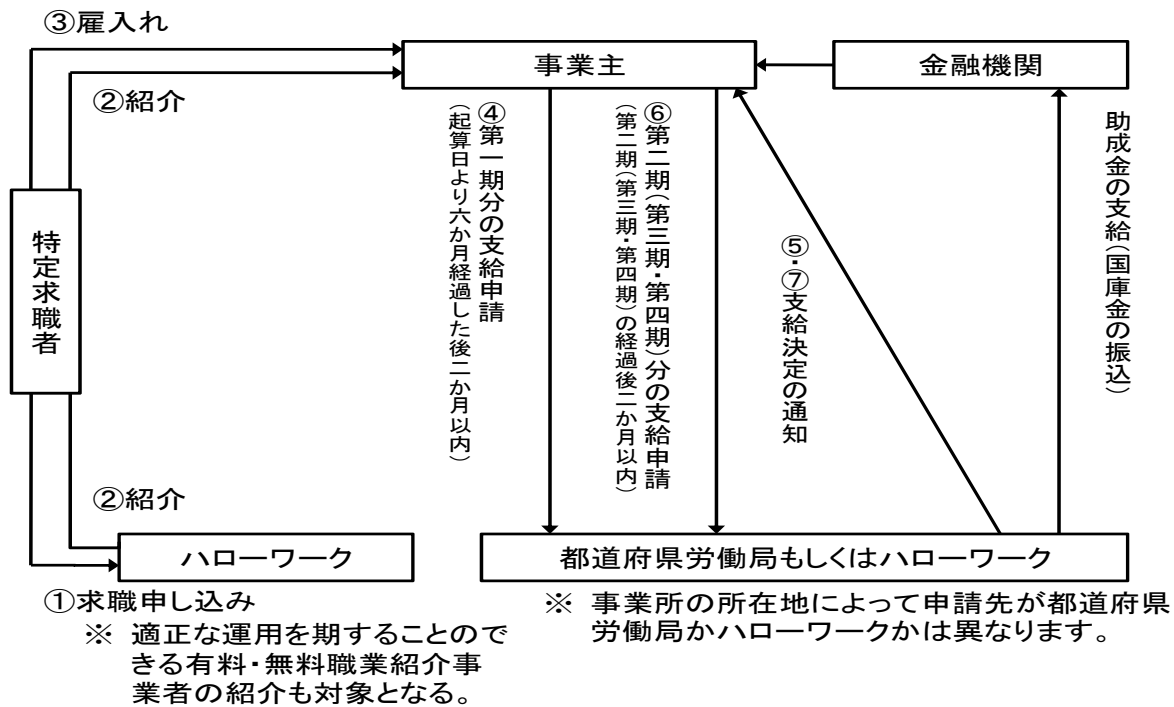 ③雇入れ
事業主
金融機関
②紹介
④第一期分の支給申請
（起算日より六か月経過した後二か月以内）
⑥第二期（第三期・第四期）分の支給申請
（第二期（第三期・第四期）の経過後二か月以内）
⑤・⑦支給決定の通知
助成金の支給（国庫金の振込）
特定求職者
②紹介
ハローワーク
都道府県労働局もしくはハローワーク
①求職申し込み
※ 適正な運用を期することので
きる有料・無料職業紹介事
業者の紹介も対象となる。
※ 事業所の所在地によって申請先が都道府県
労働局かハローワークかは異なります。